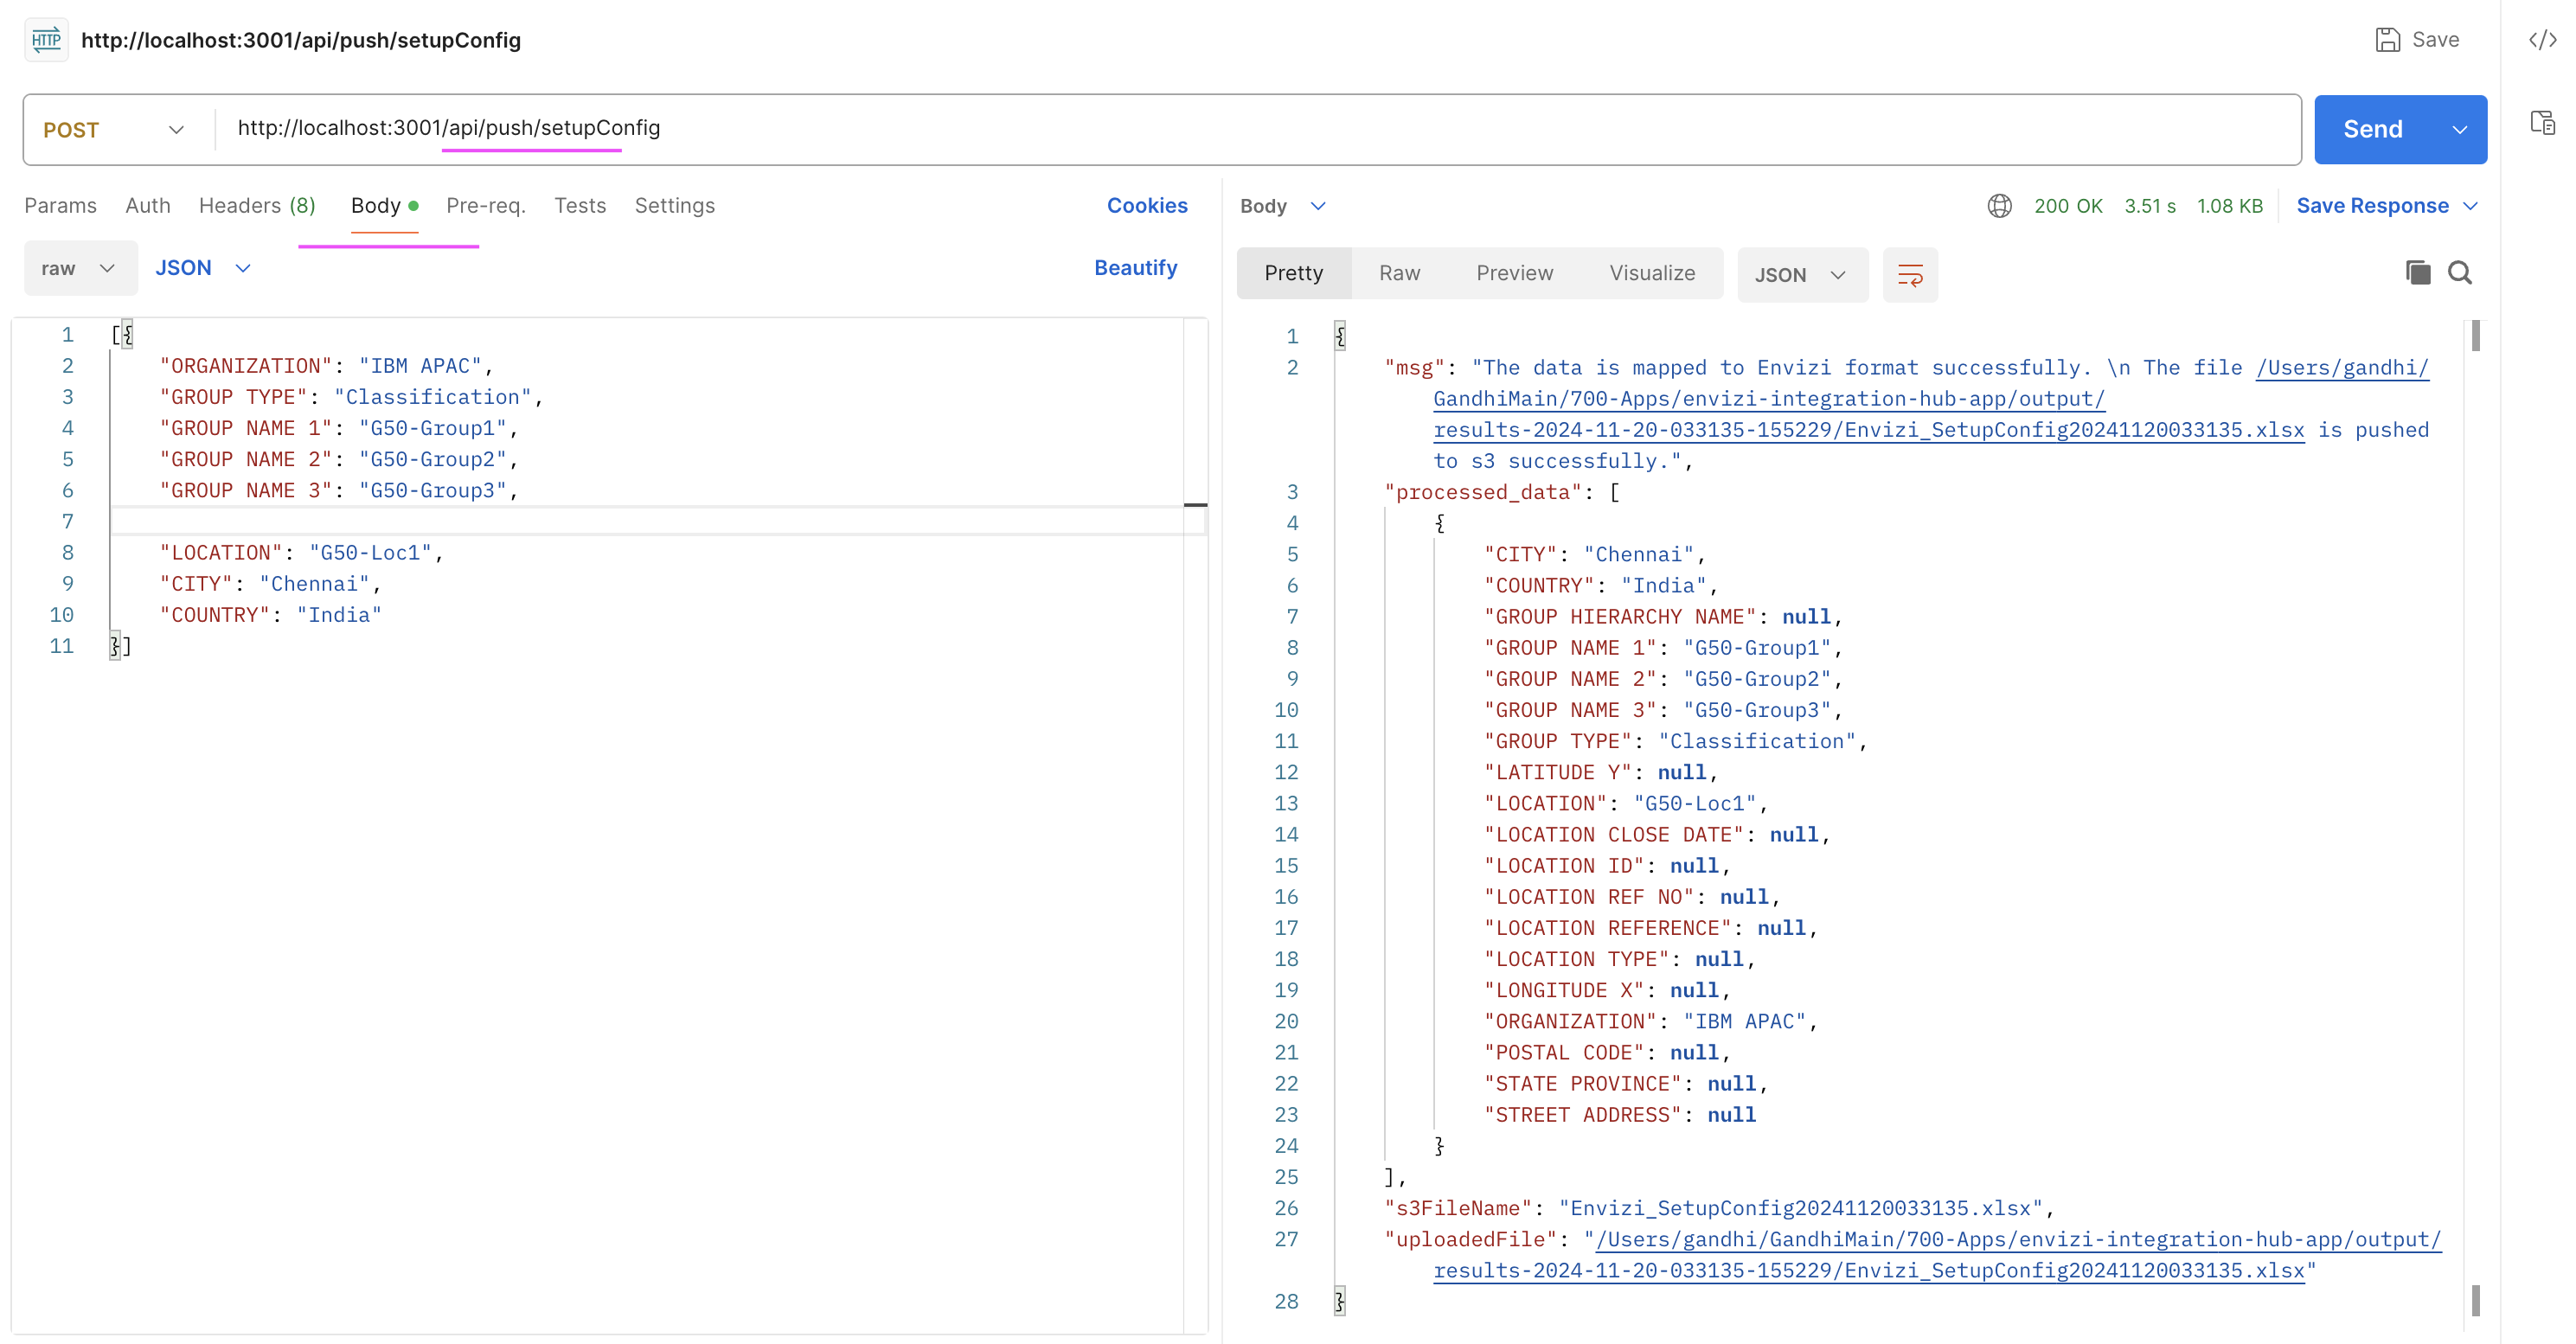 HTTP http://localhost:3001/api/push/setupConfig Save
POST http://localhost:3001/api/push/setupConfig Send
Params Auth Headers (8) Body Pre-req. Tests Settings Cookies
raw JSON Beautify
1 [{
2 "ORGANIZATION": "IBM APAC",
3 "GROUP TYPE": "Classification",
4 "GROUP NAME 1": "G50-Group1",
5 "GROUP NAME 2": "G50-Group2",
6 "GROUP NAME 3": "G50-Group3",
7
8 "LOCATION": "G50-Loc1",
9 "CITY": "Chennai",
10 "COUNTRY": "India"
11 }]
Body 200 OK 3.51 s 1.08 KB Save Response
Pretty Raw Preview Visualize JSON
1 {
2 "msg": "The data is mapped to Envizi format successfully. \n The file /Users/gandhi/
GandhiMain/700-Apps/envizi-integration-hub-app/output/
results-2024-11-20-033135-155229/Envizi_SetupConfig20241120033135.xlsx is pushed
to s3 successfully.",
3 "processed_data": [
4 {
5 "CITY": "Chennai",
6 "COUNTRY": "India",
7 "GROUP HIERARCHY NAME": null,
8 "GROUP NAME 1": "G50-Group1",
9 "GROUP NAME 2": "G50-Group2",
10 "GROUP NAME 3": "G50-Group3",
11 "GROUP TYPE": "Classification",
12 "LATITUDE Y": null,
13 "LOCATION": "G50-Loc1",
14 "LOCATION CLOSE DATE": null,
15 "LOCATION ID": null,
16 "LOCATION REF NO": null,
17 "LOCATION REFERENCE": null,
18 "LOCATION TYPE": null,
19 "LONGITUDE X": null,
20 "ORGANIZATION": "IBM APAC",
21 "POSTAL CODE": null,
22 "STATE PROVINCE": null,
23 "STREET ADDRESS": null
24 }
25 ],
26 "s3FileName": "Envizi_SetupConfig20241120033135.xlsx",
27 "uploadedFile": "/Users/gandhi/GandhiMain/700-Apps/envizi-integration-hub-app/output/
results-2024-11-20-033135-155229/Envizi_SetupConfig20241120033135.xlsx"
28 }